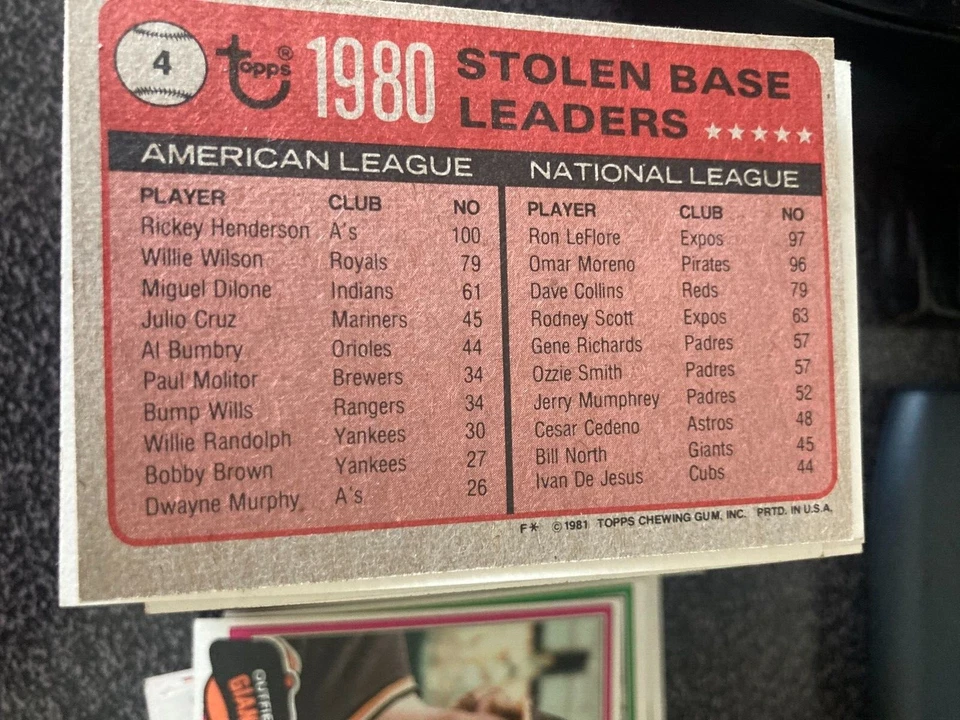 4 Topps® 1980 STOLEN BASE
LEADERS ★★★★★
AMERICAN LEAGUE
PLAYER CLUB NO
Rickey Henderson A's 100
Willie Wilson Royals 79
Miguel Dilone Indians 61
Julio Cruz Mariners 45
Al Bumbry Orioles 44
Paul Molitor Brewers 34
Bump Wills Rangers 34
Willie Randolph Yankees 30
Bobby Brown Yankees 27
Dwayne Murphy A's 26
NATIONAL LEAGUE
PLAYER CLUB NO
Ron LeFlore Expos 97
Omar Moreno Pirates 96
Dave Collins Reds 79
Rodney Scott Expos 63
Gene Richards Padres 57
Ozzie Smith Padres 57
Jerry Mumphrey Padres 52
Cesar Cedeno Astros 48
Bill North Giants 45
Ivan De Jesus Cubs 44
F* ©1981 TOPPS CHEWING GUM, INC. PRTD. IN U.S.A.